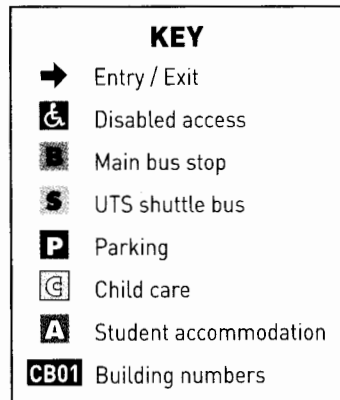 KEY
Entry / Exit
Disabled access
B Main bus stop
S UTS shuttle bus
P Parking
C Child care
A Student accommodation
CB01 Building numbers